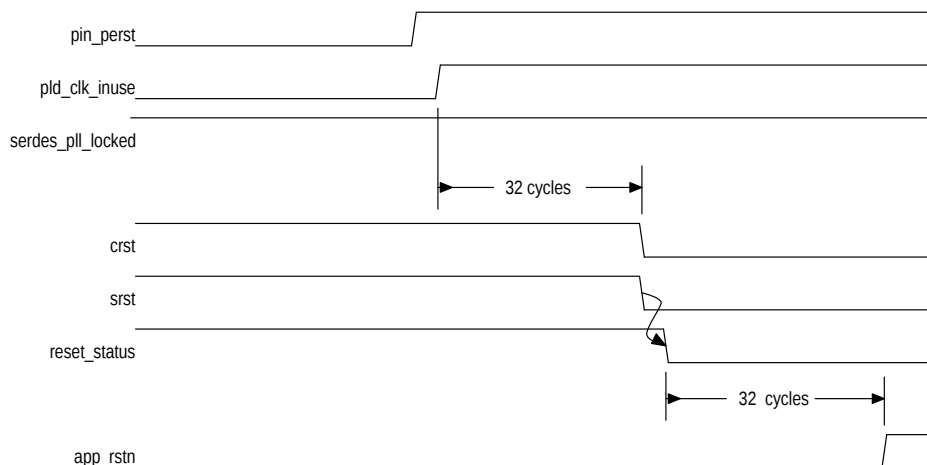 pin_perst
pld_clk_inuse
serdes_pll_locked
32 cycles
crst
srst
reset_status
32 cycles
app_rstn